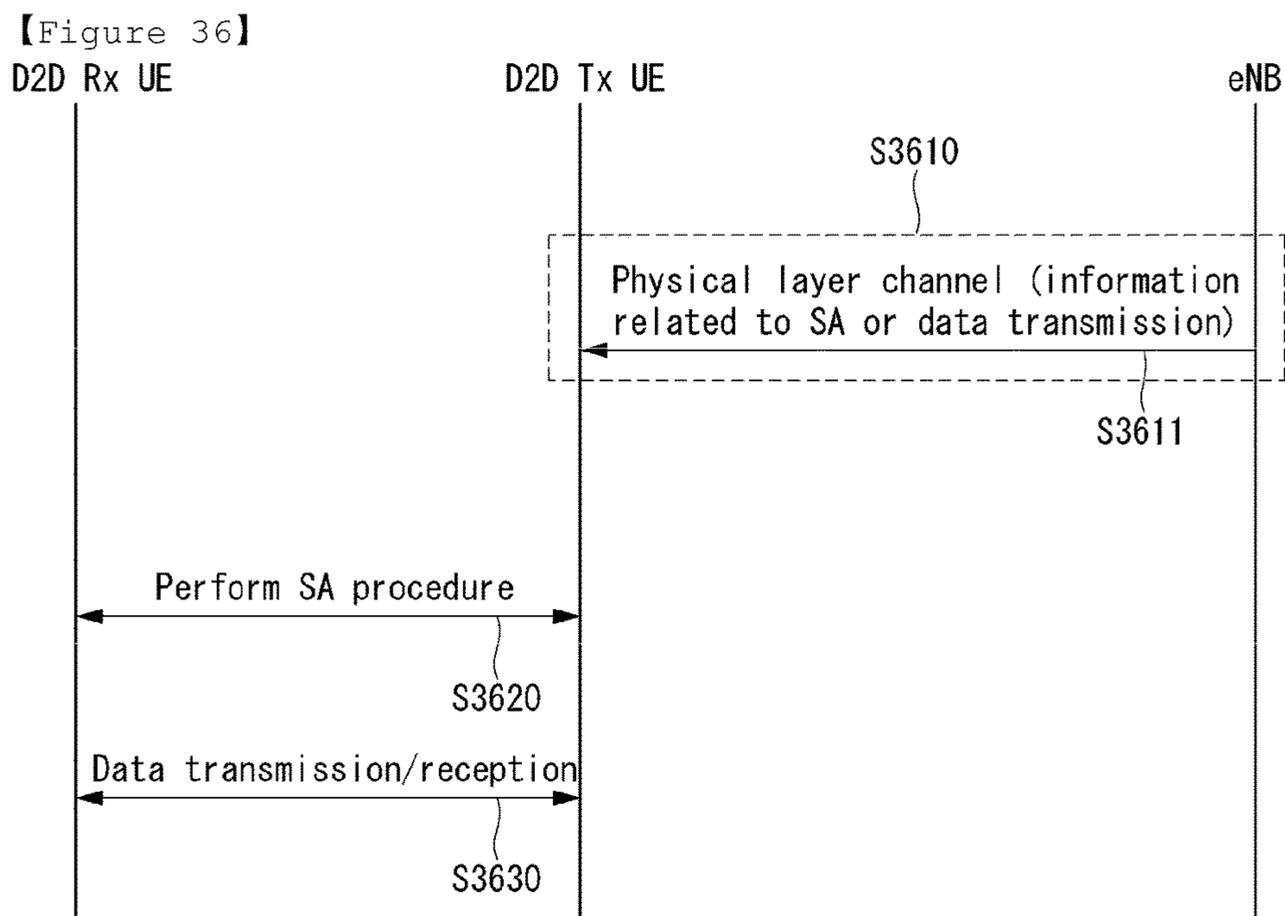 【Figure 36】
D2D Rx UE D2D Tx UE eNB
S3610
Physical layer channel (information
related to SA or data transmission)
S3611
Perform SA procedure
S3620
Data transmission/reception
S3630